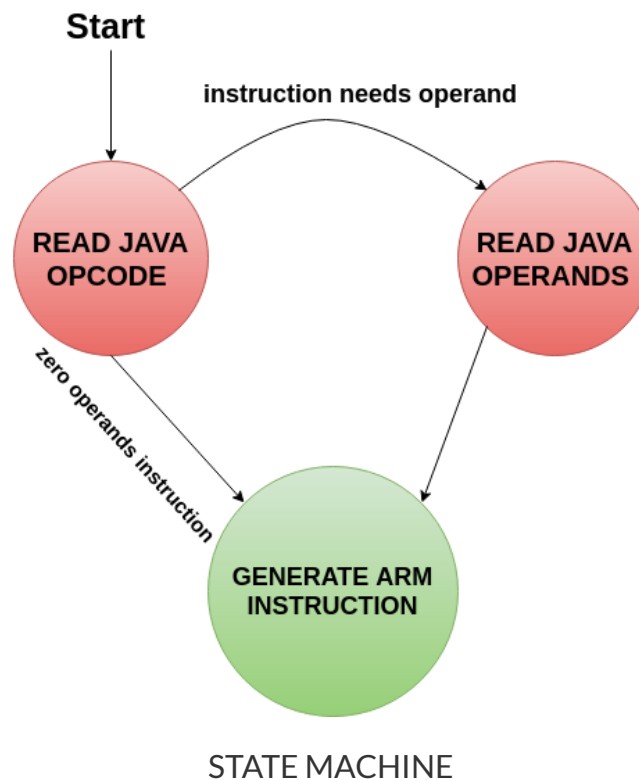 Start
instruction needs operand
READ JAVA
OPCODE
READ JAVA
OPERANDS
zero operands instruction
GENERATE ARM
INSTRUCTION
STATE MACHINE